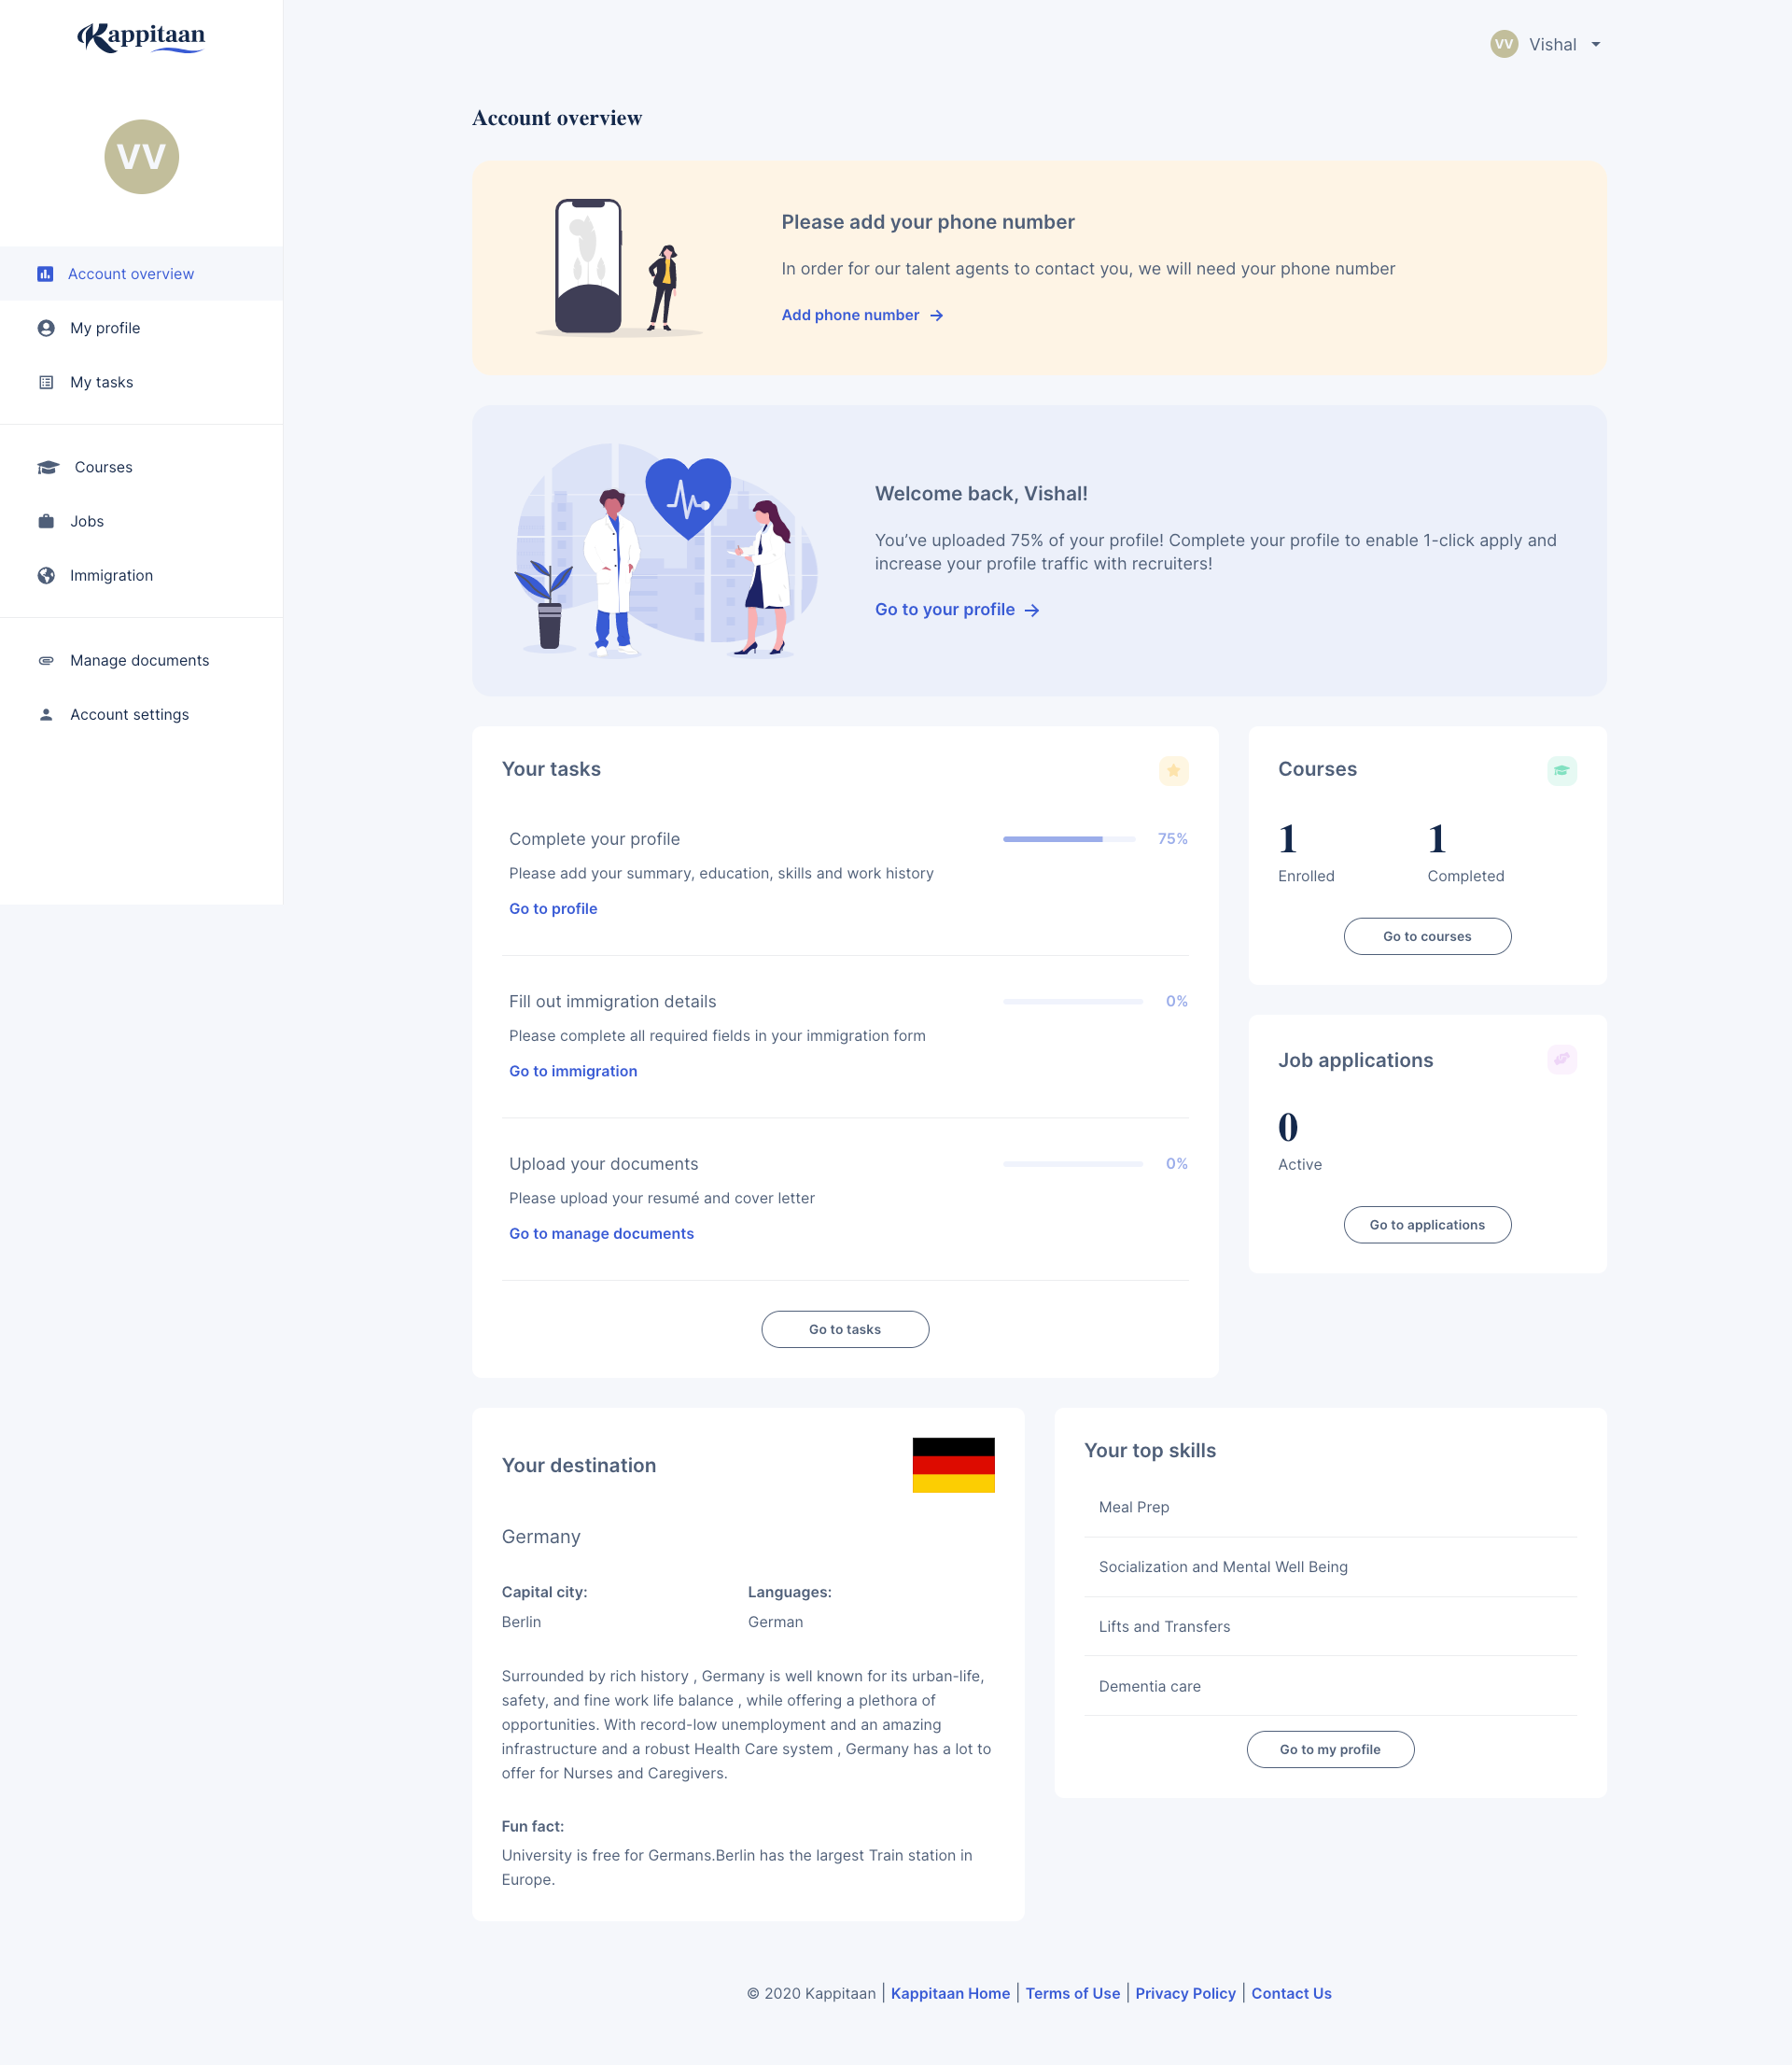 Kappitaan
VV
Account overview
My profile
My tasks
Courses
Jobs
Immigration
Manage documents
Account settings
VV Vishal
Account overview
Please add your phone number
In order for our talent agents to contact you, we will need your phone number
Add phone number
Welcome back, Vishal!
You’ve uploaded 75% of your profile! Complete your profile to enable 1-click apply and
increase your profile traffic with recruiters!
Go to your profile
Your tasks
Complete your profile 75%
Please add your summary, education, skills and work history
Go to profile
Fill out immigration details 0%
Please complete all required fields in your immigration form
Go to immigration
Upload your documents 0%
Please upload your resumé and cover letter
Go to manage documents
Go to tasks
Courses
1 1
Enrolled Completed
Go to courses
Job applications
0
Active
Go to applications
Your destination
Germany
Capital city: Languages:
Berlin German
Surrounded by rich history , Germany is well known for its urban-life,
safety, and fine work life balance , while offering a plethora of
opportunities. With record-low unemployment and an amazing
infrastructure and a robust Health Care system , Germany has a lot to
offer for Nurses and Caregivers.
Fun fact:
University is free for Germans.Berlin has the largest Train station in
Europe.
Your top skills
Meal Prep
Socialization and Mental Well Being
Lifts and Transfers
Dementia care
Go to my profile
© 2020 Kappitaan | Kappitaan Home | Terms of Use | Privacy Policy | Contact Us